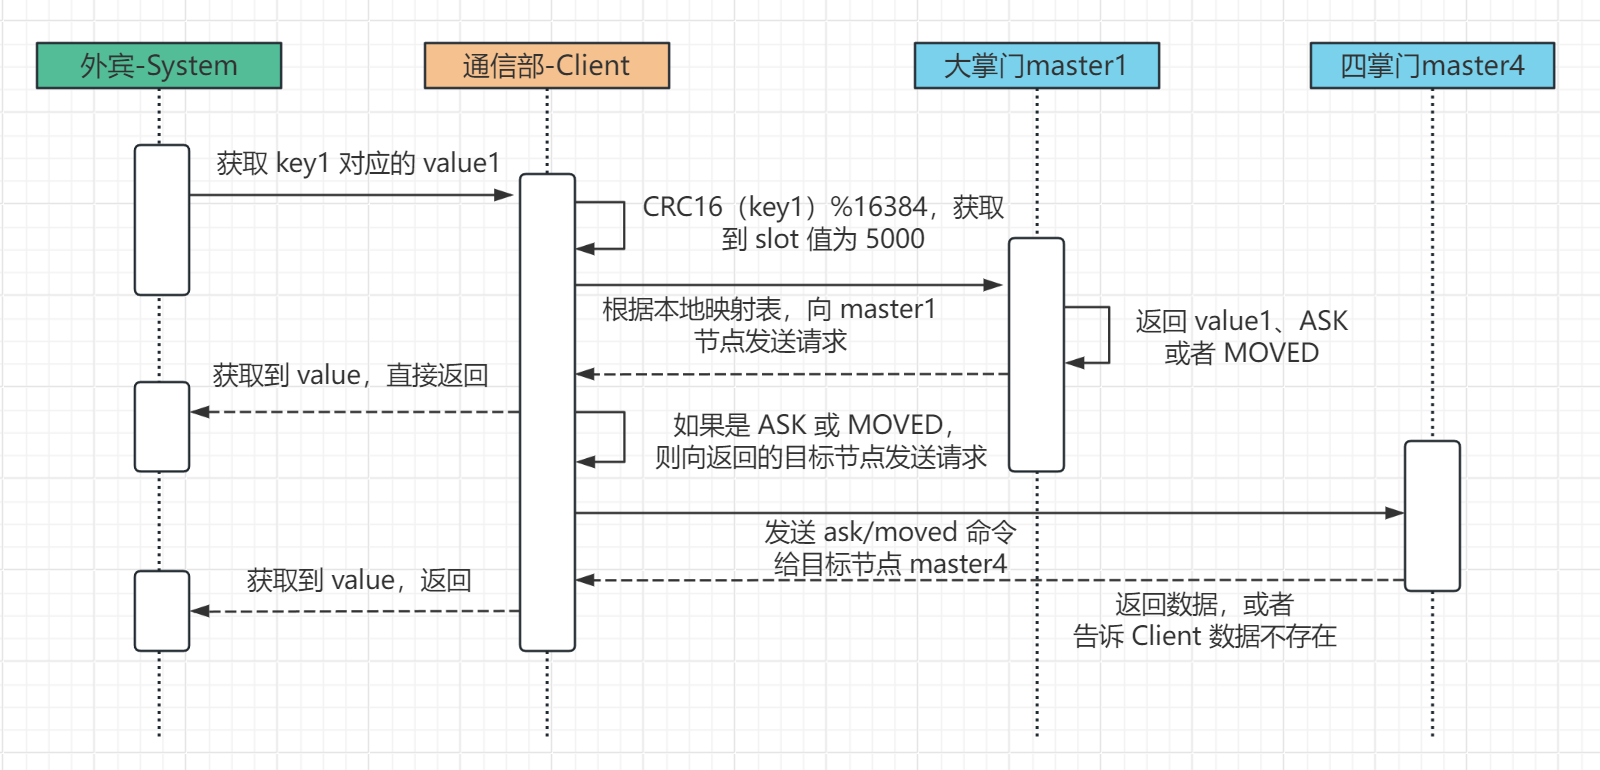 外宾-System
通信部-Client
大掌门master1
四掌门master4
获取 key1 对应的 value1
CRC16（key1）%16384，获取
到 slot 值为 5000
根据本地映射表，向 master1
节点发送请求
返回 value1、ASK
或者 MOVED
获取到 value，直接返回
如果是 ASK 或 MOVED，
则向返回的目标节点发送请求
发送 ask/moved 命令
给目标节点 master4
获取到 value，返回
返回数据，或者
告诉 Client 数据不存在